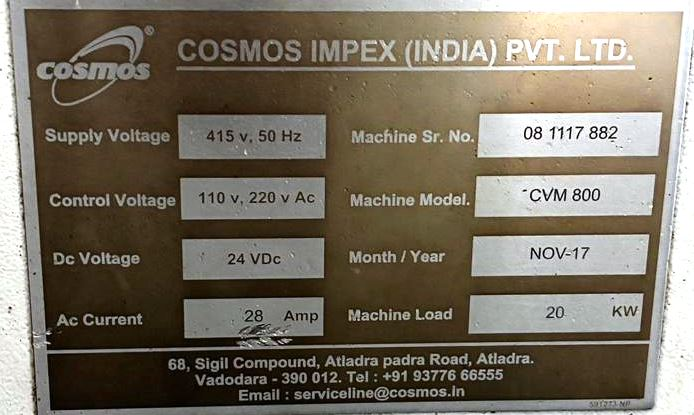 cosmos®
COSMOS IMPEX (INDIA) PVT. LTD.
Supply Voltage 415 v, 50 Hz Machine Sr. No. 08 1117 882
Control Voltage 110 v, 220 v Ac Machine Model. CVM 800
Dc Voltage 24 VDc Month / Year NOV-17
Ac Current 28 Amp Machine Load 20 KW
68, Sigil Compound, Atladra padra Road, Atladra.
Vadodara - 390 012. Tel : +91 93776 66555
Email : serviceline@cosmos.in